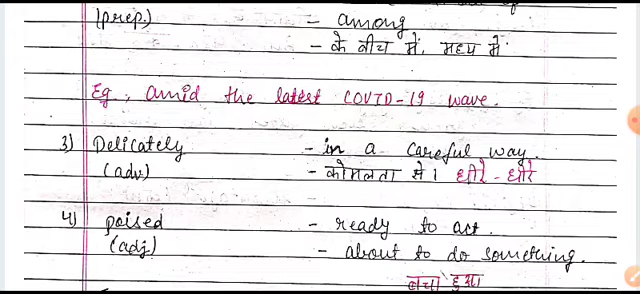 (prep.) - among
- के बीच में, मध्य में
Eg, amid the latest COVID-19 wave.
3) Delicately - in a careful way.
(adv) - कोमलता से। धीरे-धीरे
4) poised - ready to act.
(adj) - about to do something.